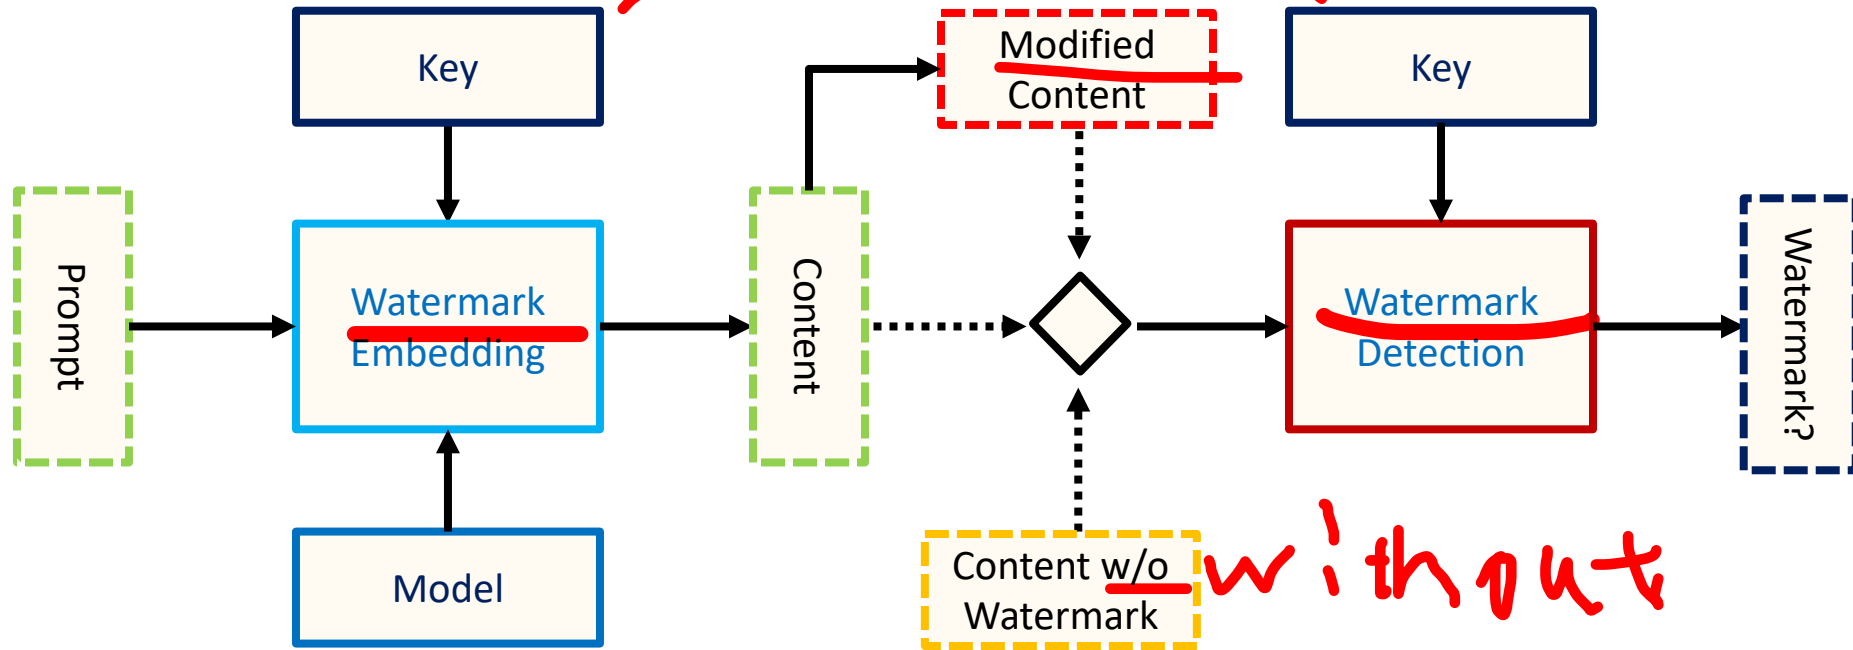 Key
Modified
Content
Key
Prompt
Watermark
Embedding
Content
Watermark
Detection
Watermark?
Model
Content w/o
Watermark
without